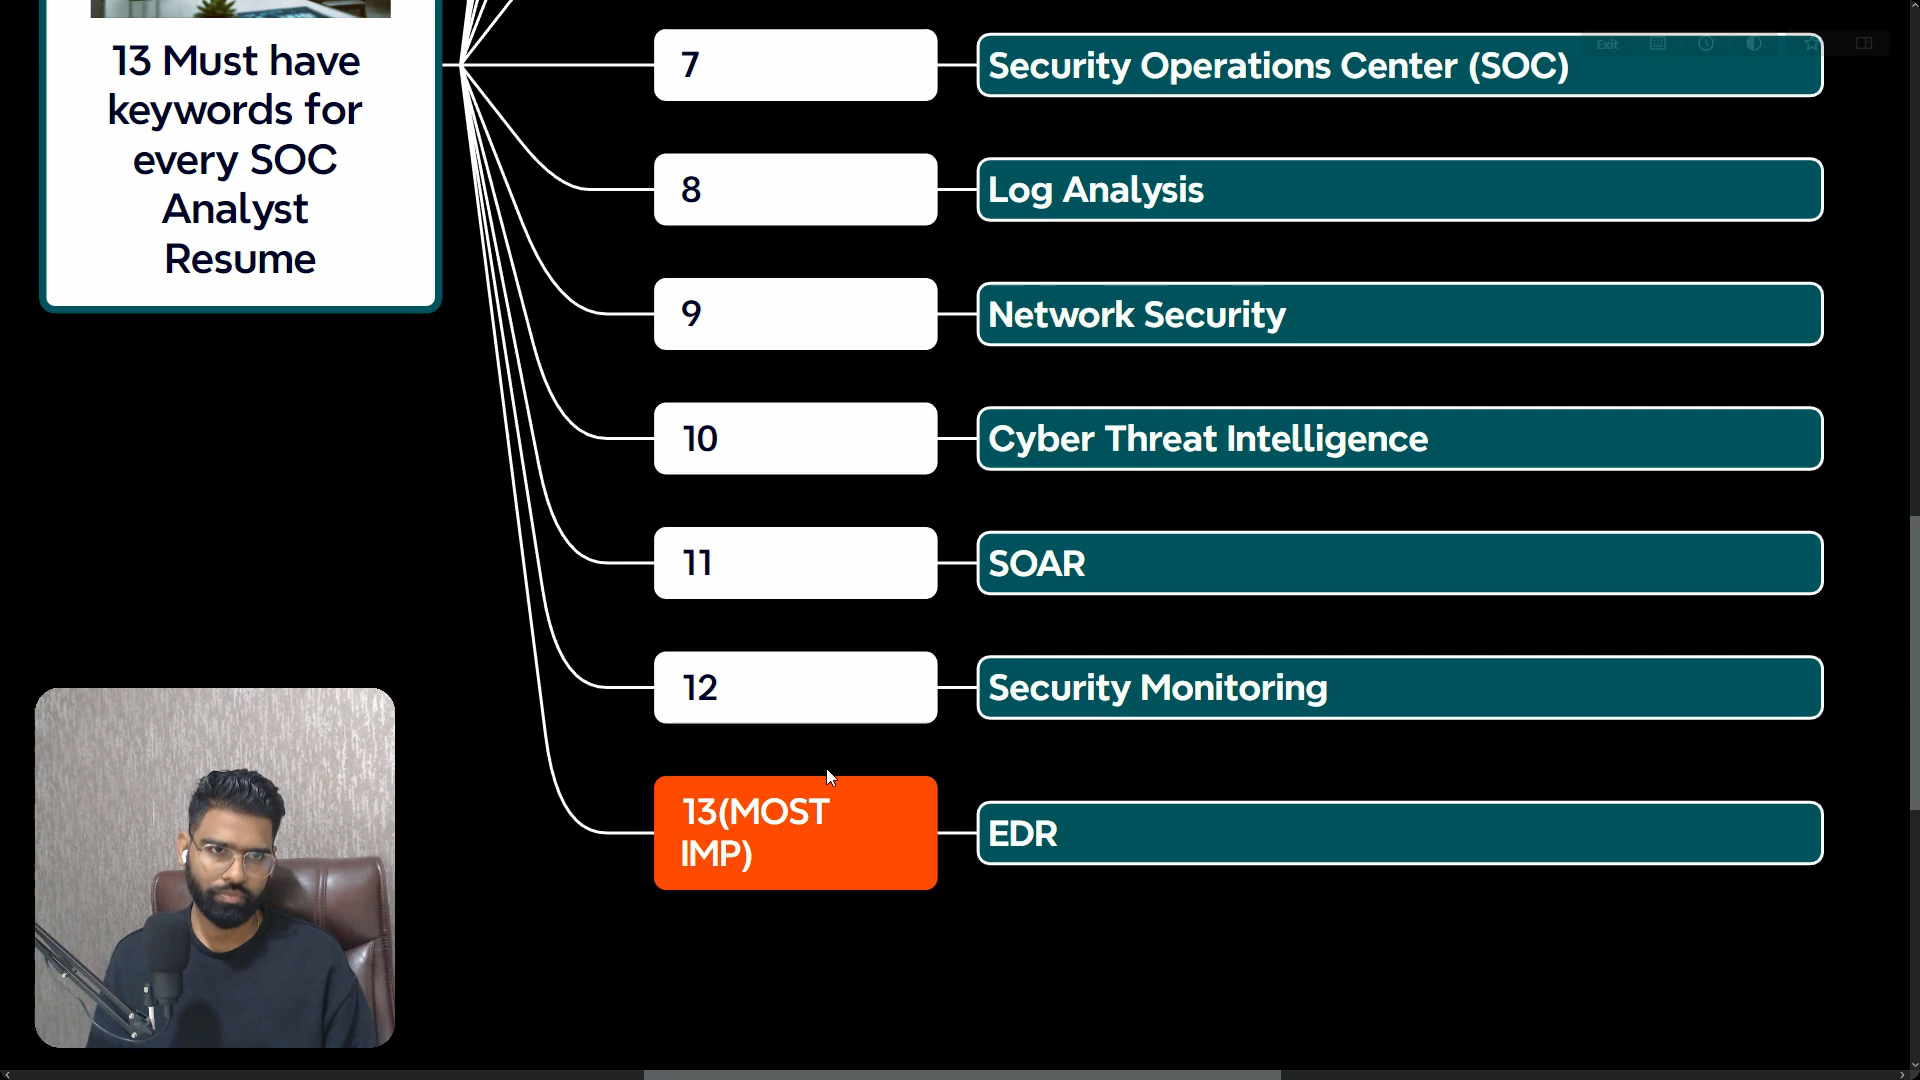 13 Must have
keywords for
every SOC
Analyst
Resume
Exit
7
Security Operations Center (SOC)
8
Log Analysis
9
Network Security
10
Cyber Threat Intelligence
11
SOAR
12
Security Monitoring
13(MOST
IMP)
EDR